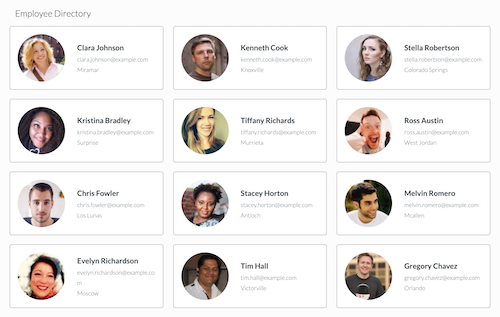 Employee Directory
Clara Johnson
clara.johnson@example.com
Miramar
Kenneth Cook
kenneth.cook@example.com
Knoxville
Stella Robertson
stella.robertson@example.com
Colorado Springs
Kristina Bradley
kristina.bradley@example.com
Surprise
Tiffany Richards
tiffany.richards@example.com
Murrieta
Ross Austin
ross.austin@example.com
West Jordan
Chris Fowler
chris.fowler@example.com
Los Lunas
Stacey Horton
stacey.horton@example.com
Antioch
Melvin Romero
melvin.romero@example.com
Mcallen
Evelyn Richardson
evelyn.richardson@example.co
m
Moscow
Tim Hall
tim.hall@example.com
Victorville
Gregory Chavez
gregory.chavez@example.com
Orlando